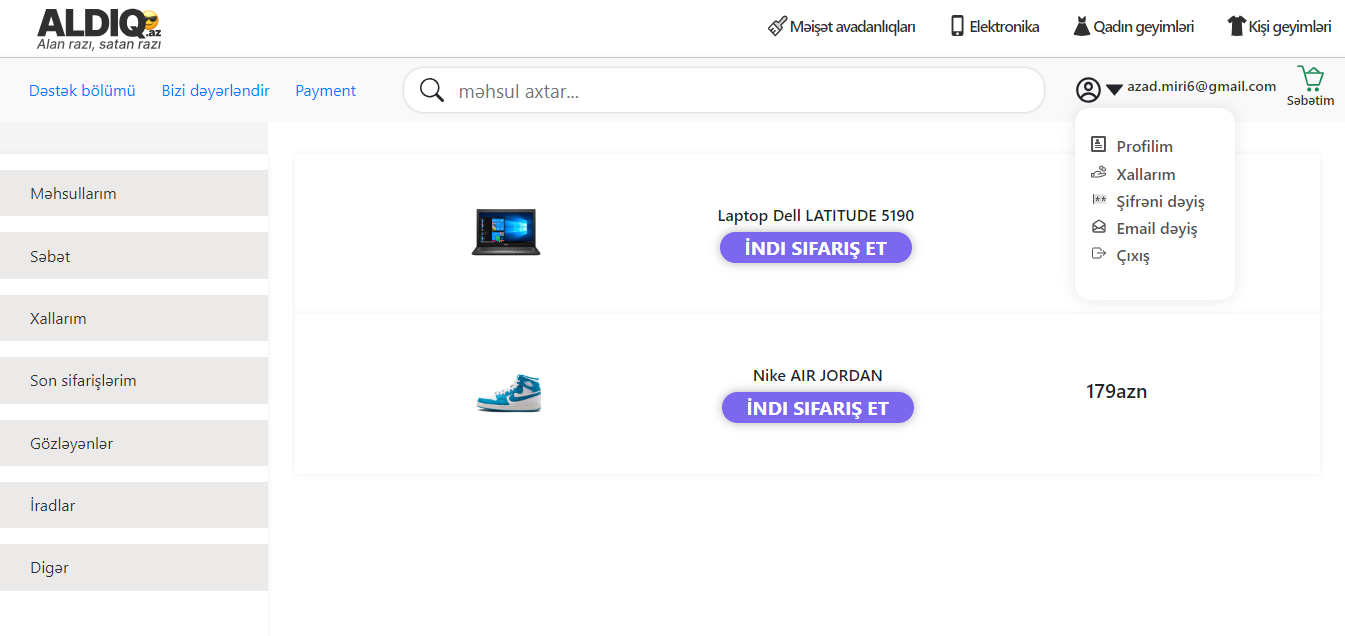 ALDIQ.az
Alan razı, satan razı
Məişət avadanlıqları
Elektronika
Qadın geyimləri
Kişi geyimləri
Dəstək bölümü
Bizi dəyərləndir
Payment
məhsul axtar...
azad.miri6@gmail.com
Səbətim
Profilim
Xallarım
Şifrəni dəyiş
Email dəyiş
Çıxış
Məhsullarım
Səbət
Xallarım
Son sifarişlərim
Gözləyənlər
İradlar
Digər
Laptop Dell LATITUDE 5190
İNDI SIFARIŞ ET
Nike AIR JORDAN
İNDI SIFARIŞ ET
179azn